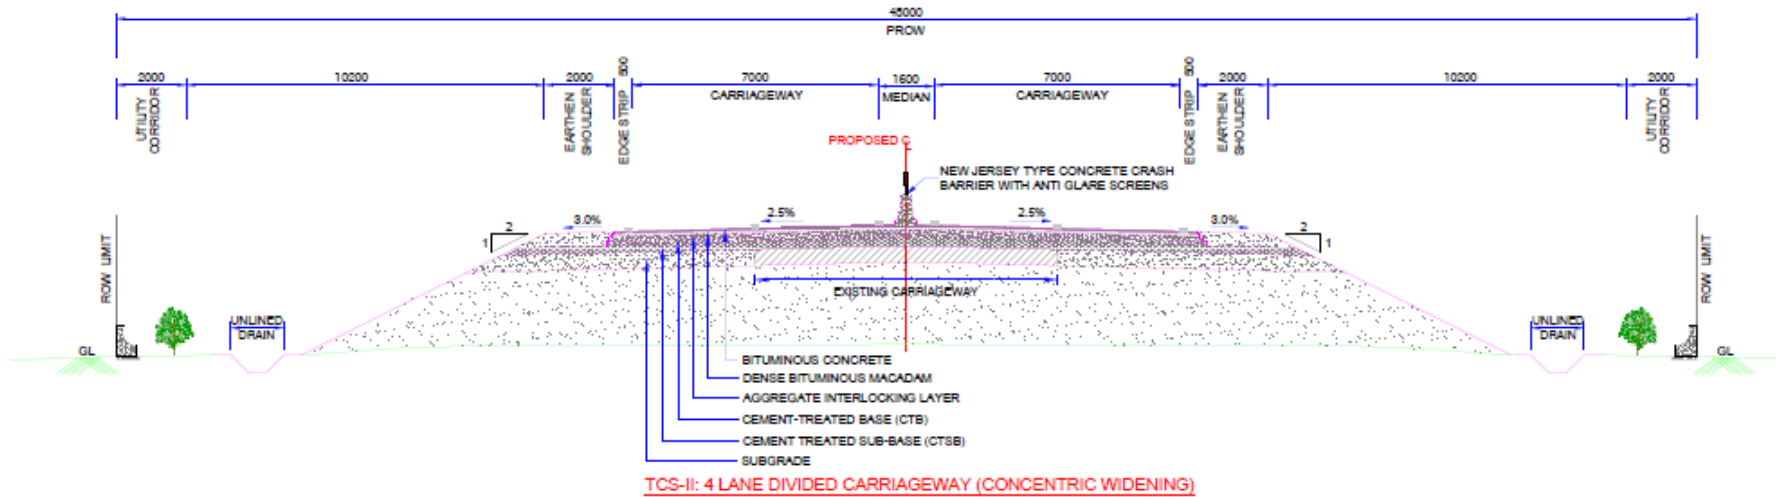 45000
PROW
2000
10200
2000
500
7000
1600
7000
500
2000
10200
2000
UTILITY
CORRIDOR
EARTHEN
SHOULDER
EDGE STRIP
CARRIAGEWAY
MEDIAN
CARRIAGEWAY
EDGE STRIP
EARTHEN
SHOULDER
UTILITY
CORRIDOR
PROPOSED ℄
NEW JERSEY TYPE CONCRETE CRASH
BARRIER WITH ANTI GLARE SCREENS
2
1
3.0%
2.5%
2.5%
3.0%
2
1
ROW LIMIT
ROW LIMIT
EXISTING CARRIAGEWAY
UNLINED
DRAIN
UNLINED
DRAIN
GL
GL
BITUMINOUS CONCRETE
DENSE BITUMINOUS MACADAM
AGGREGATE INTERLOCKING LAYER
CEMENT-TREATED BASE (CTB)
CEMENT TREATED SUB-BASE (CTSB)
SUBGRADE
TCS-II: 4 LANE DIVIDED CARRIAGEWAY (CONCENTRIC WIDENING)